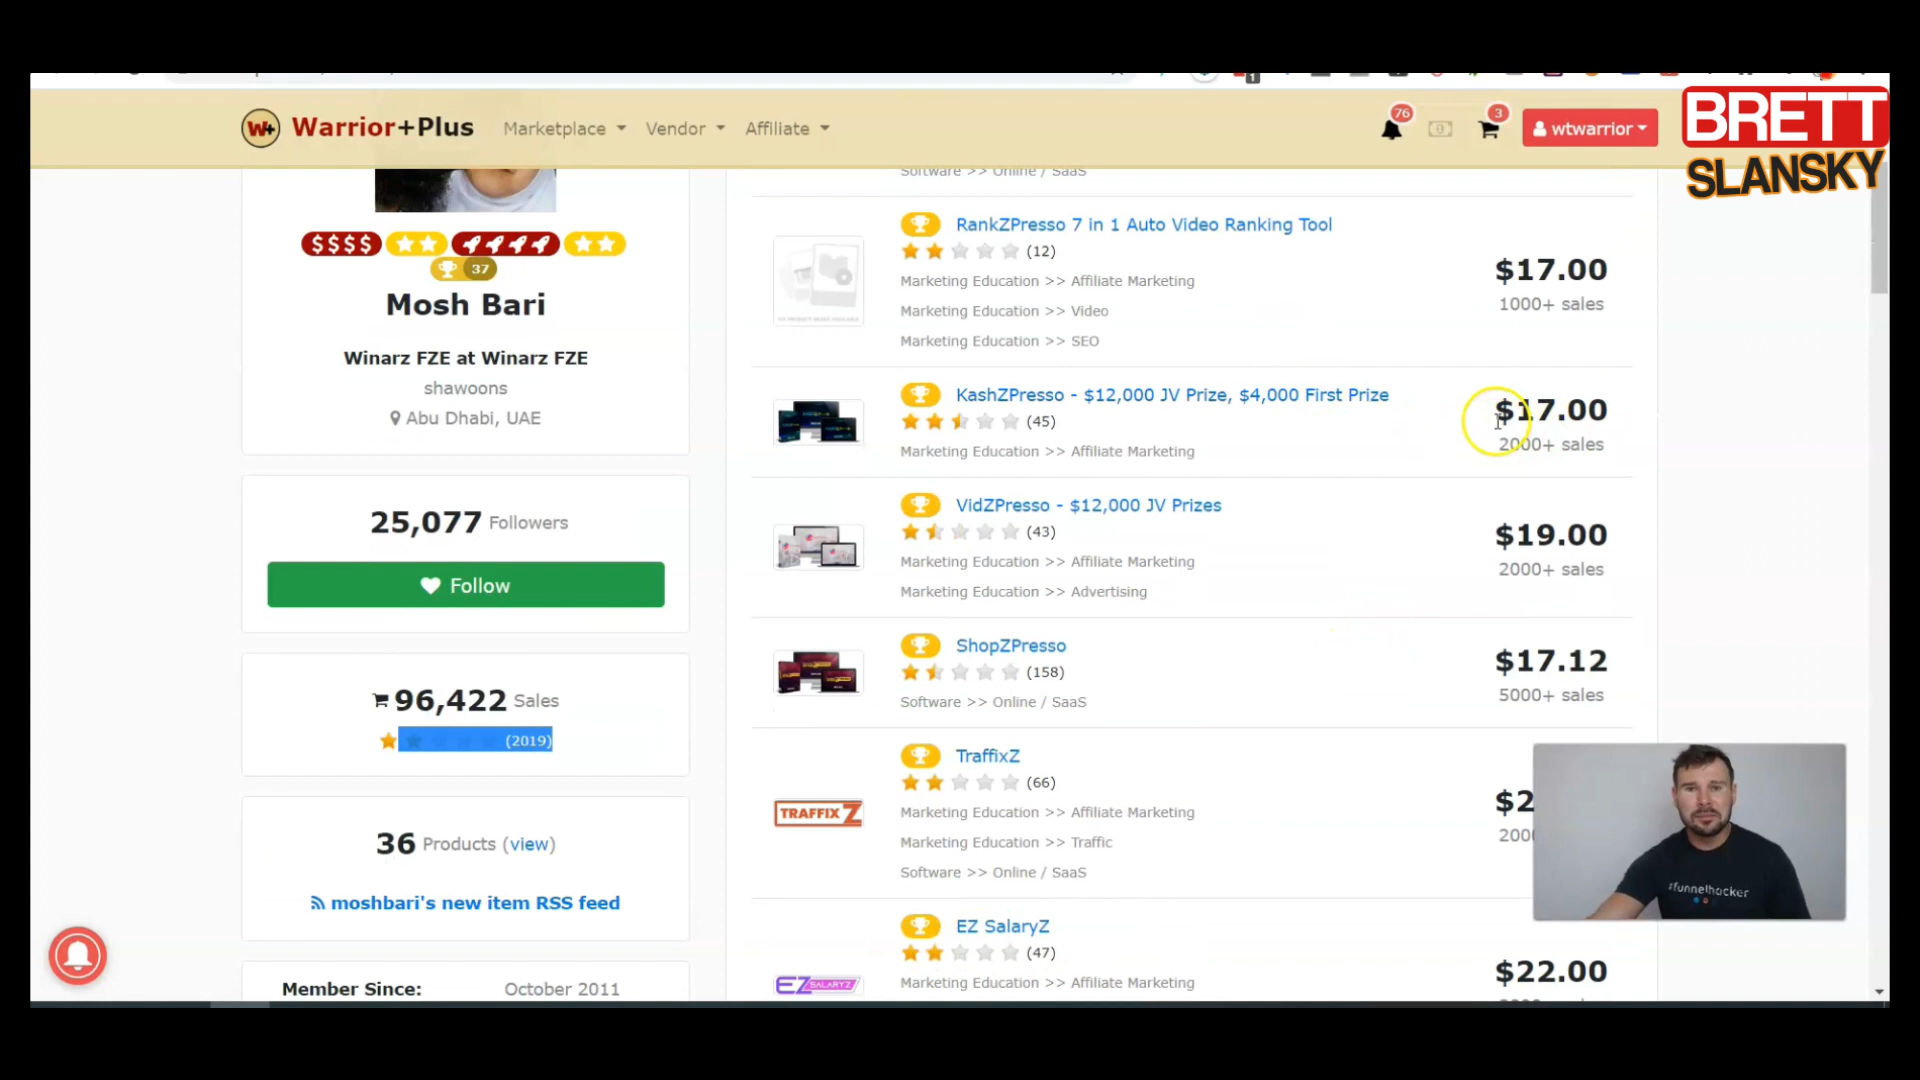 W+ Warrior+Plus Marketplace Vendor Affiliate 76 3 wtwarrior
1
BRETT
SLANSKY
$$$$
37
Mosh Bari
Winarz FZE at Winarz FZE
shawoons
Abu Dhabi, UAE
25,077 Followers
Follow
96,422 Sales
(2019)
36 Products (view)
moshbari's new item RSS feed
Member Since: October 2011
Software >> Online / SaaS
RankZPresso 7 in 1 Auto Video Ranking Tool
(12)
Marketing Education >> Affiliate Marketing
Marketing Education >> Video
Marketing Education >> SEO
$17.00
1000+ sales
KashZPresso - $12,000 JV Prize, $4,000 First Prize
(45)
Marketing Education >> Affiliate Marketing
$17.00
2000+ sales
VidZPresso - $12,000 JV Prizes
(43)
Marketing Education >> Affiliate Marketing
Marketing Education >> Advertising
$19.00
2000+ sales
ShopZPresso
(158)
Software >> Online / SaaS
$17.12
5000+ sales
TRAFFIXZ
TraffixZ
(66)
Marketing Education >> Affiliate Marketing
Marketing Education >> Traffic
Software >> Online / SaaS
$2
200
EZ SALARYZ
EZ SalaryZ
(47)
Marketing Education >> Affiliate Marketing
$22.00
#funnelhacker